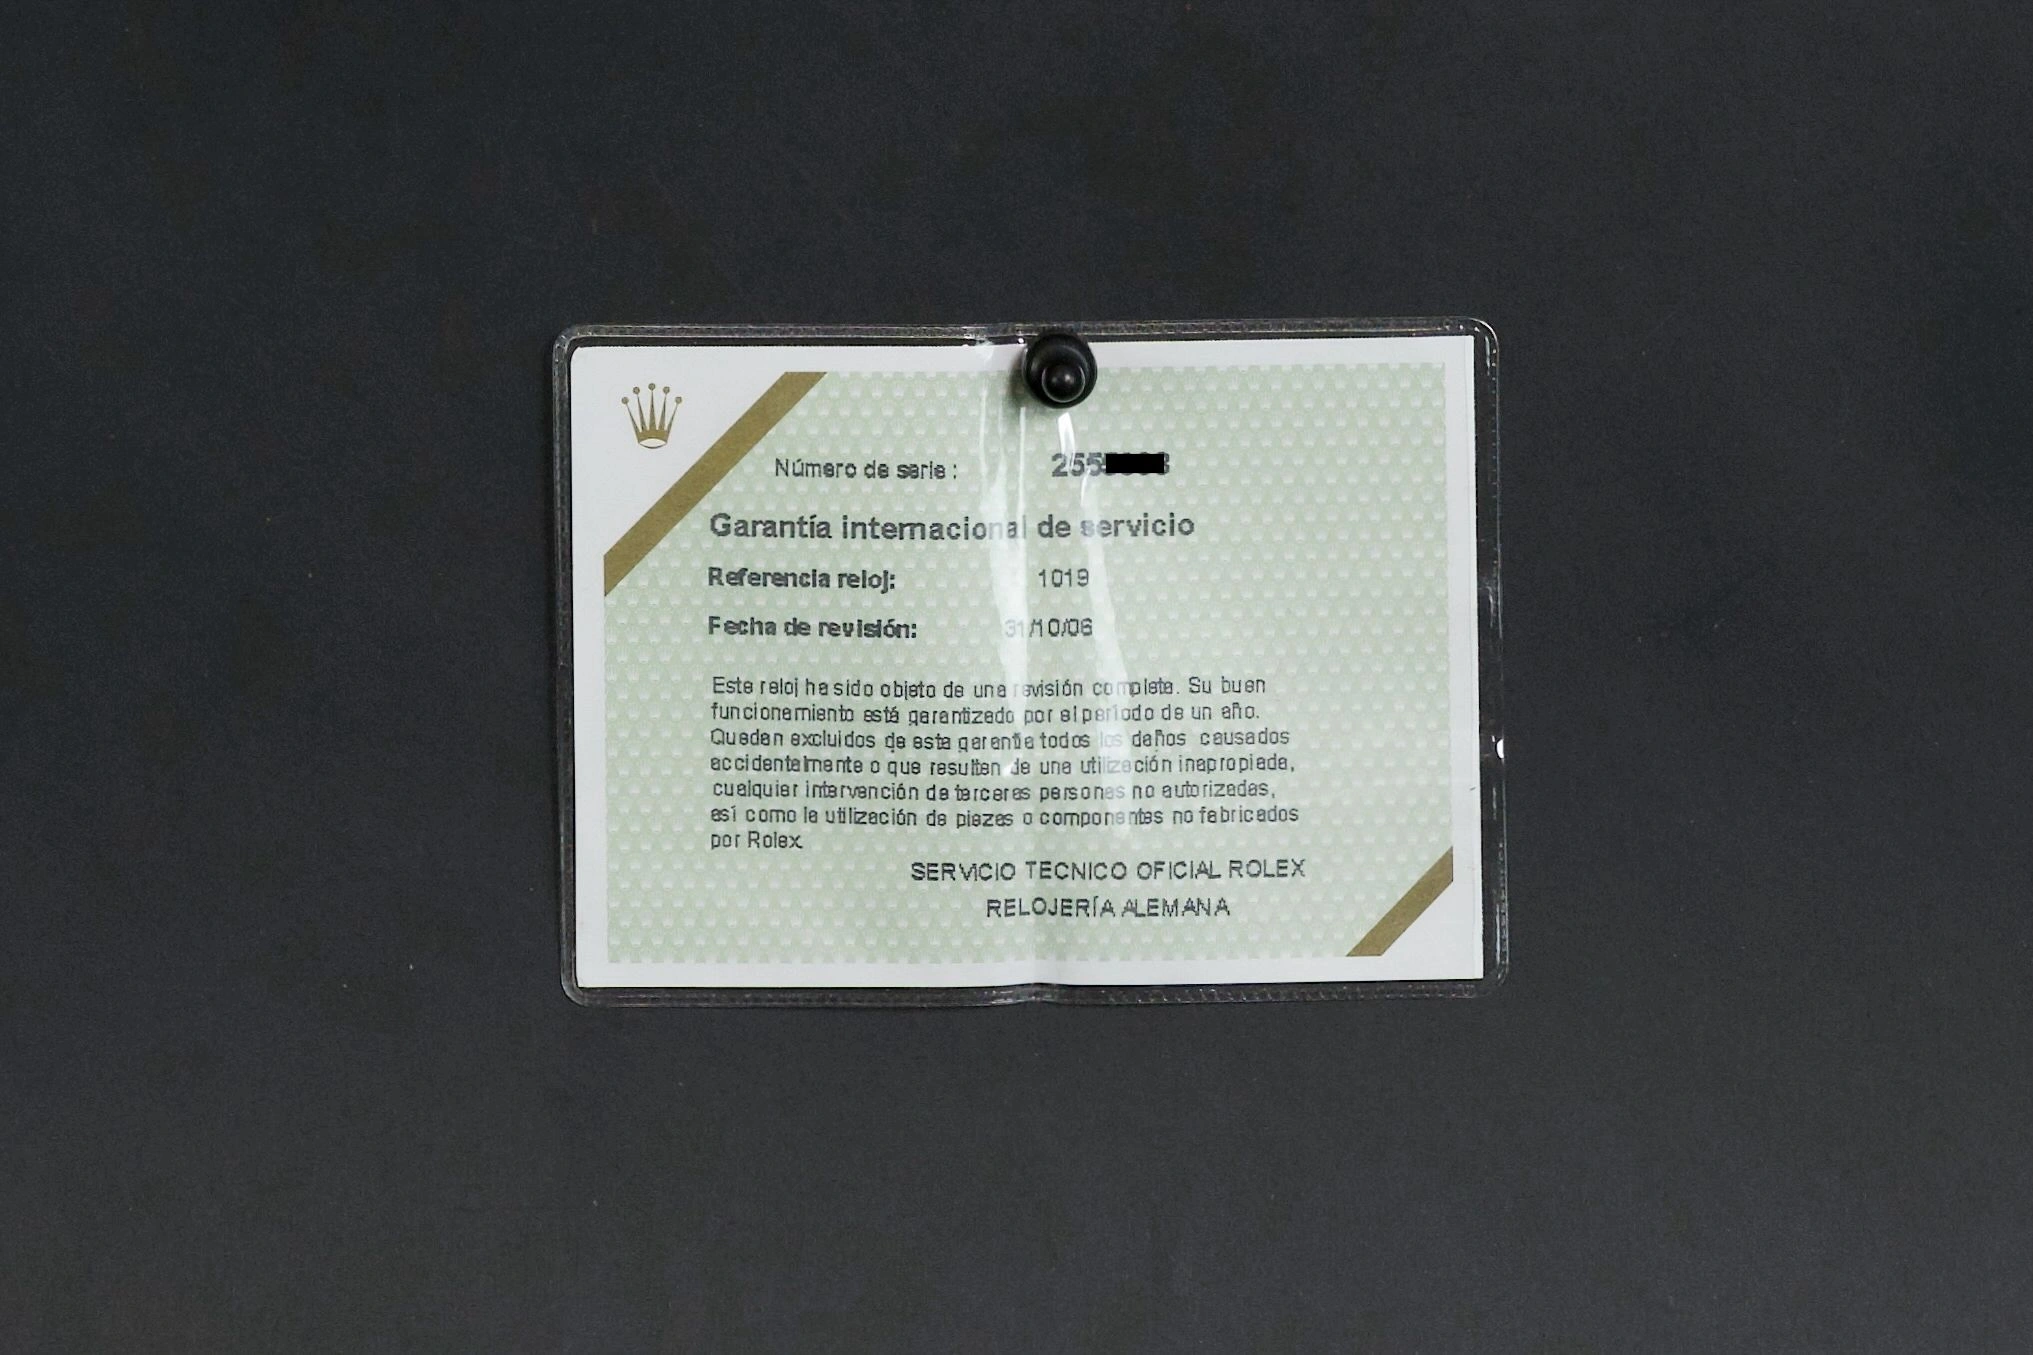 Número de serie : 255
Garantía internacional de servicio
Referencia reloj: 1019
Fecha de revisión: 31/10/06
Este reloj ha sido objeto de una revisión completa. Su buen
funcionamiento está garantizado por el período de un año.
Quedan excluidos de esta garantía todos los daños causados
accidentalmente o que resulten de una utilización inapropiada,
cualquier intervención de terceras personas no autorizadas,
así como la utilización de piezas o componentes no fabricados
por Rolex
SERVICIO TECNICO OFICIAL ROLEX
RELOJERÍA ALEMANA